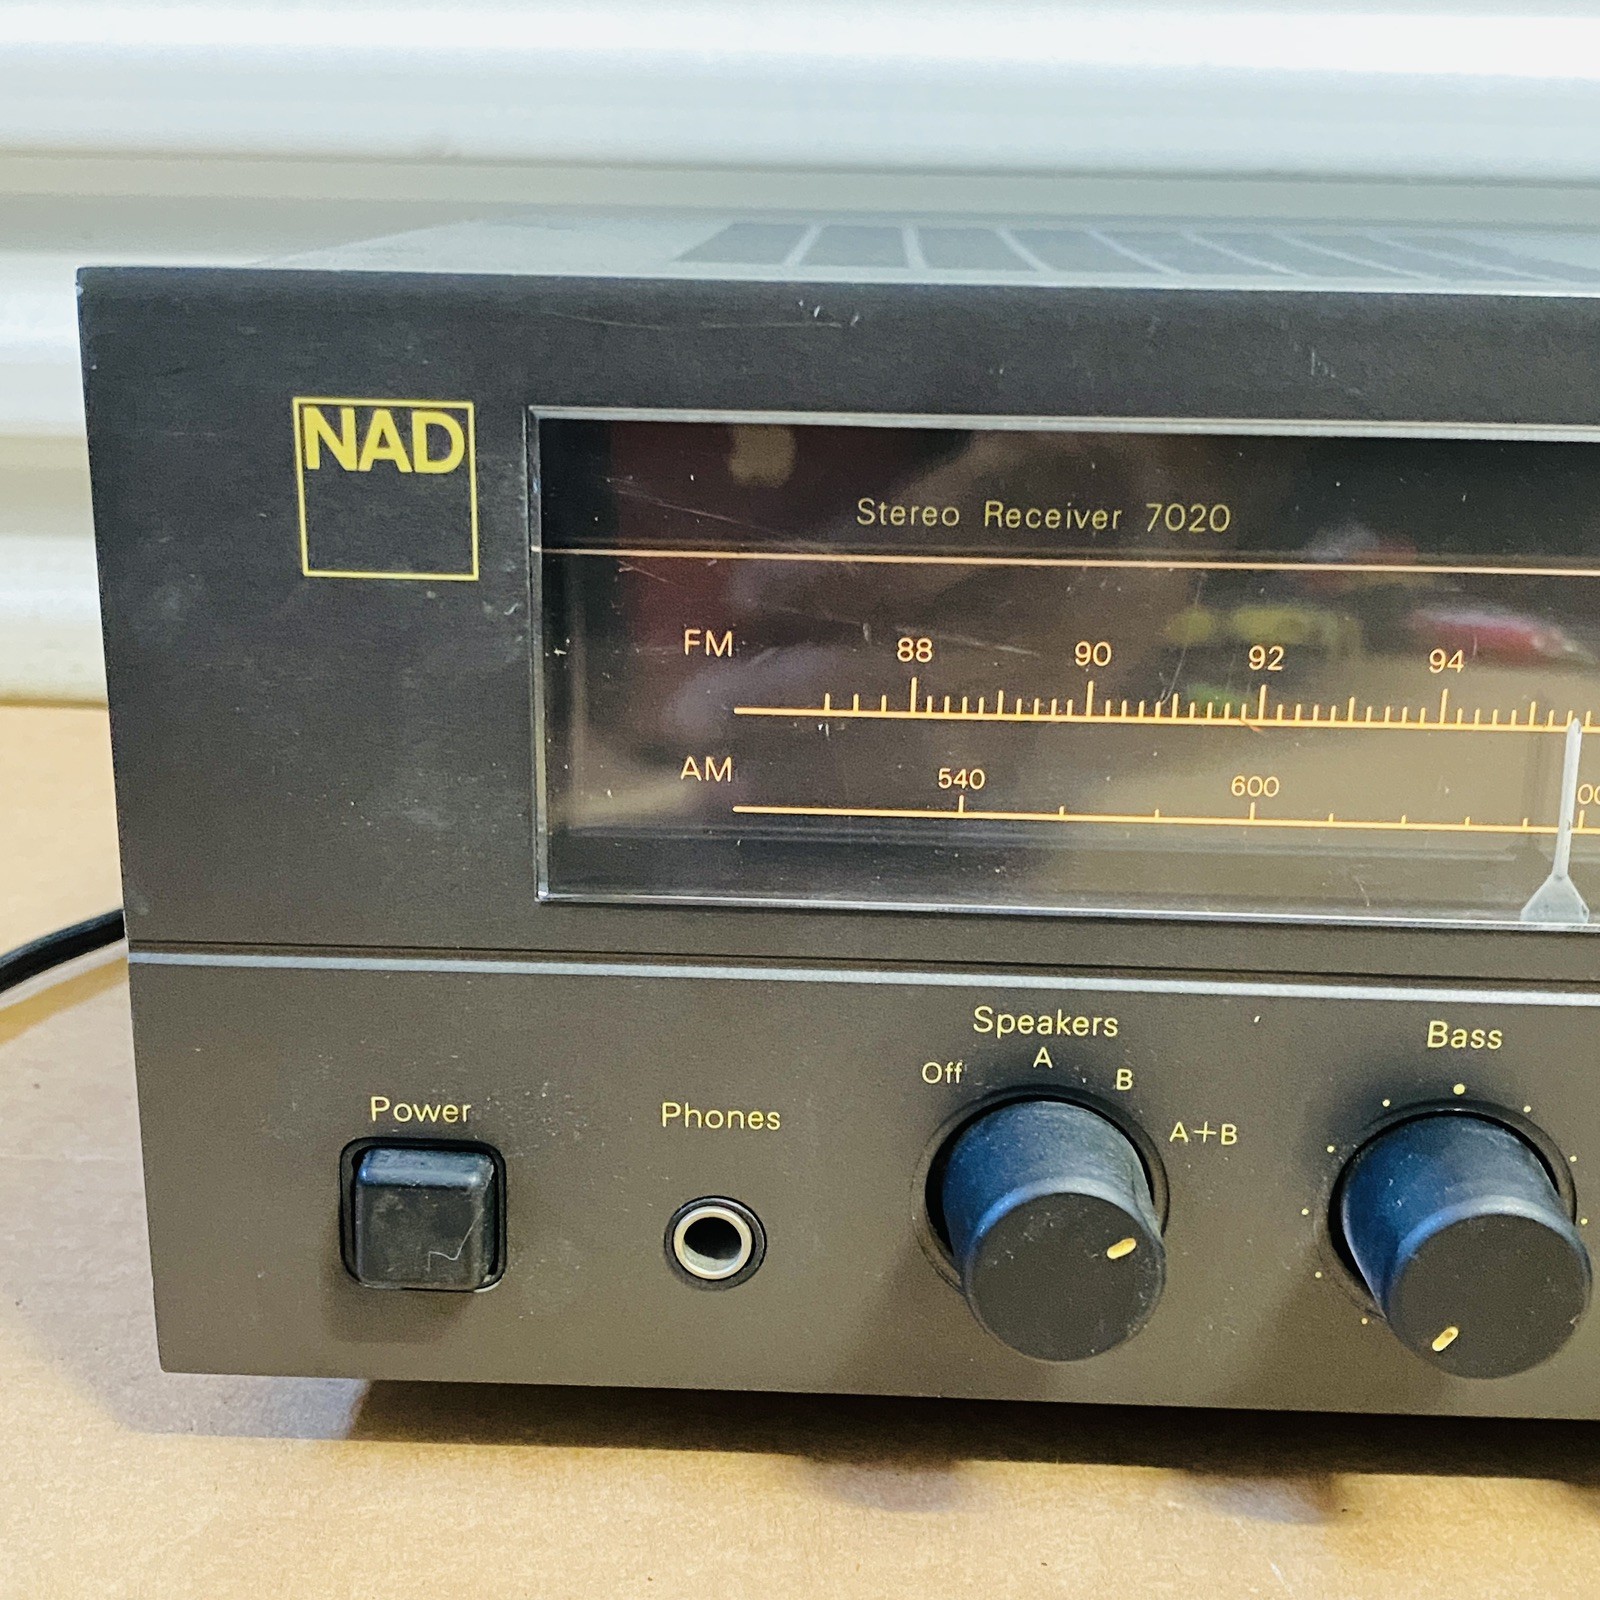 NAD
Stereo Receiver 7020
FM 88 90 92 94
AM 540 600
Speakers
Off A B A+B
Bass
Power
Phones